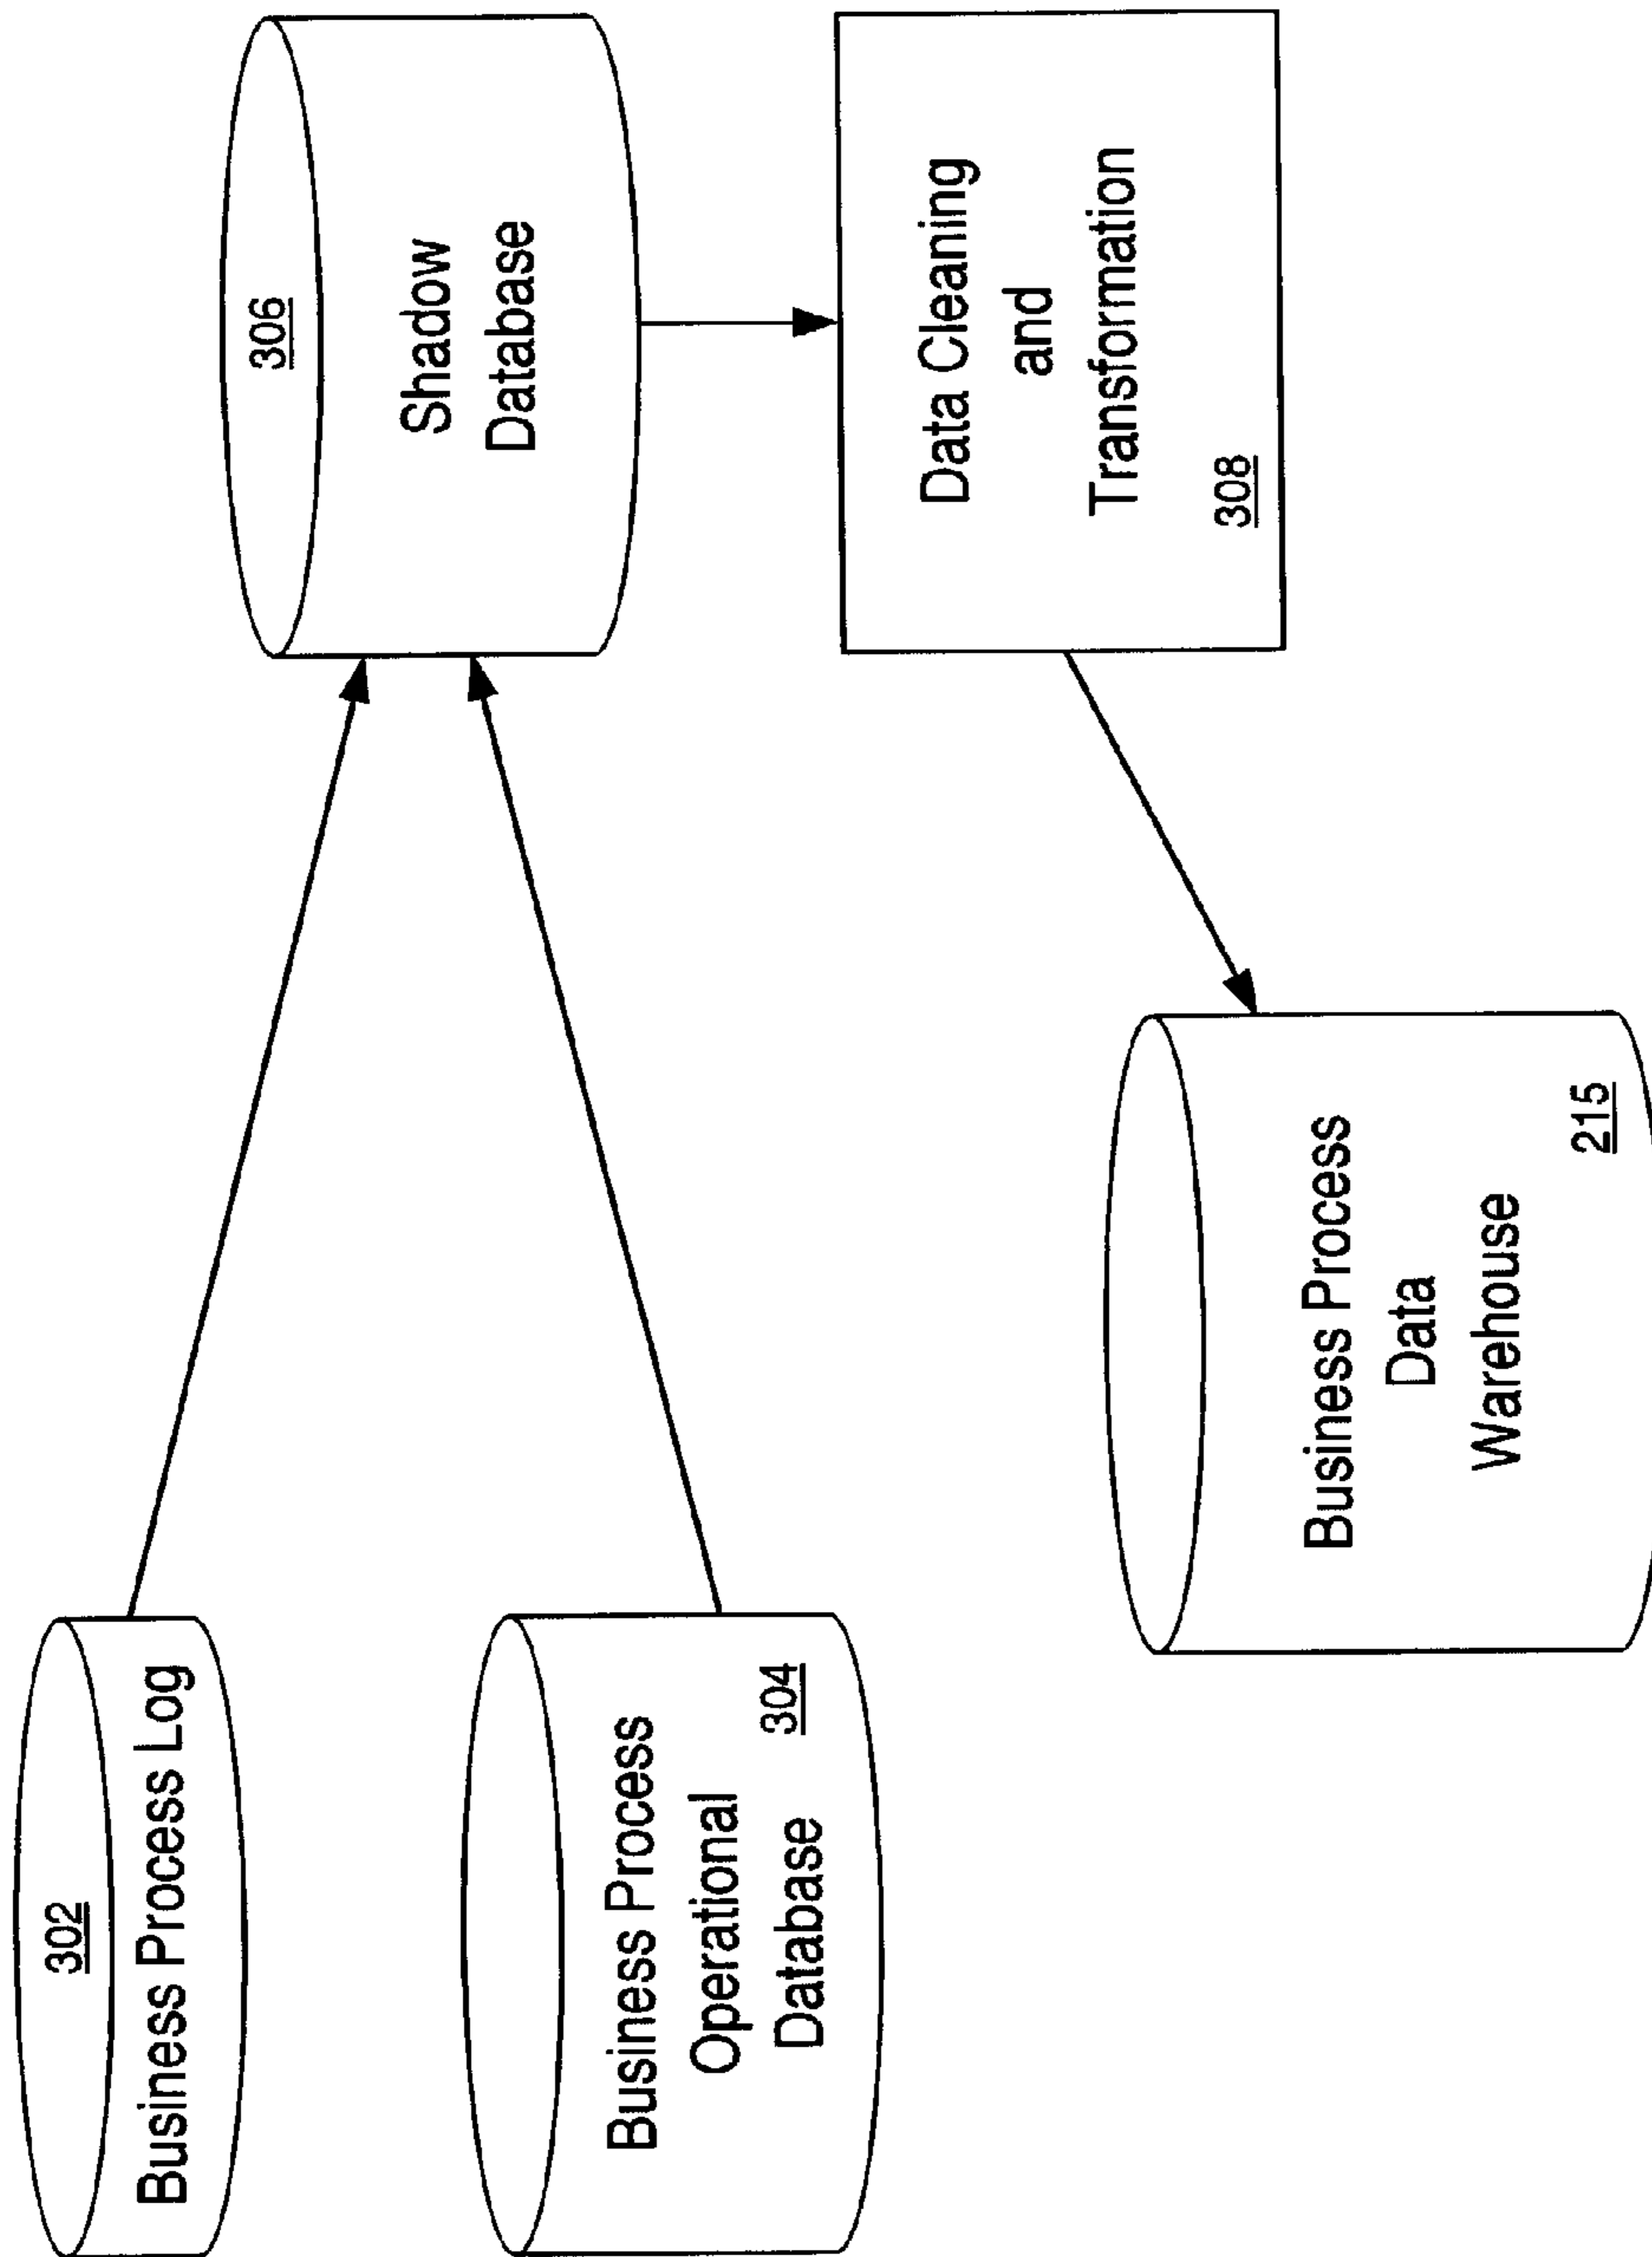 302
Business Process Log
Business Process
Operational
Database
304
306
Shadow
Database
Data Cleaning
and
Transformation
308
Business Process
Data
Warehouse
215